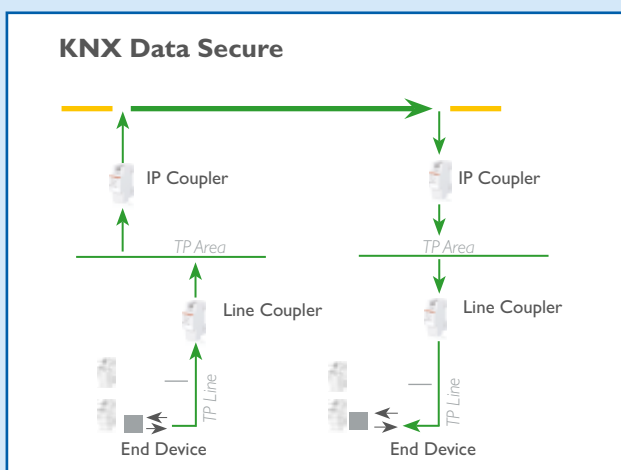 KNX Data Secure
IP Coupler
IP Coupler
TP Area
TP Area
Line Coupler
Line Coupler
TP Line
TP Line
End Device
End Device